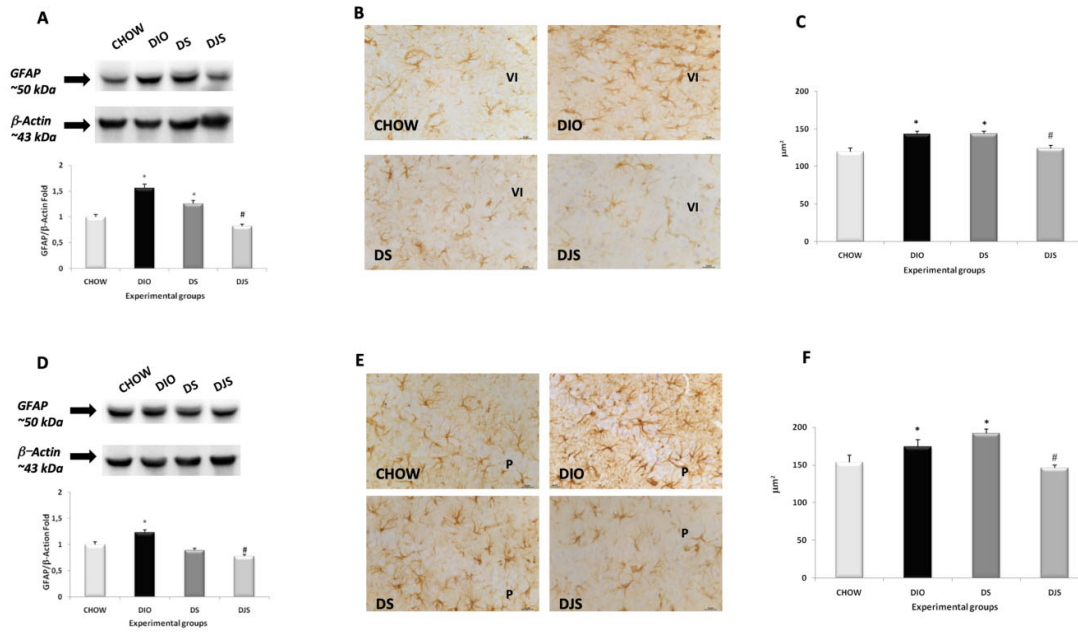 A
CHOW DIO DS DJS
GFAP
~50 kDa
β-Actin
~43 kDa
GFAP/β-Actin Fold
2
1,5
1
0,5
0
*
*
#
CHOW DIO DS DJS
Experimental groups
B
VI
CHOW
VI
DIO
VI
DS
VI
DJS
C
µm²
200
150
100
50
0
*
*
#
CHOW DIO DS DJS
Experimental groups
D
CHOW DIO DS DJS
GFAP
~50 kDa
β-Actin
~43 kDa
GFAP/β-Action Fold
2
1,5
1
0,5
0
*
#
CHOW DIO DS DJS
Experimental groups
E
P
CHOW
P
DIO
P
DS
P
DJS
F
µm²
200
150
100
50
0
*
*
#
CHOW DIO DS DJS
Experimental groups